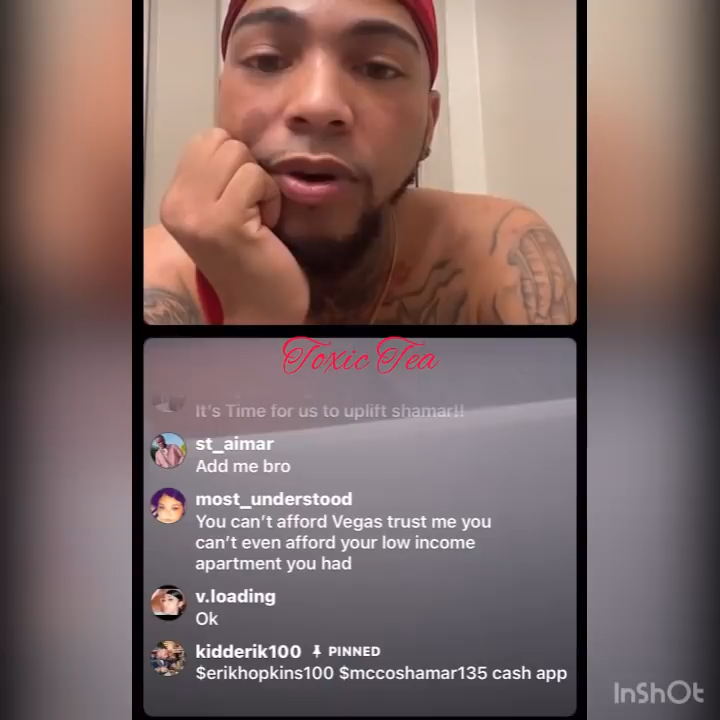 Toxic Tea
It's Time for us to uplift shamar!!
st_aimar
Add me bro
most_understood
You can't afford Vegas trust me you
can't even afford your low income
apartment you had
v.loading
Ok
kidderik100 PINNED
$erikhopkins100 $mccoshamar135 cash app
InShOt